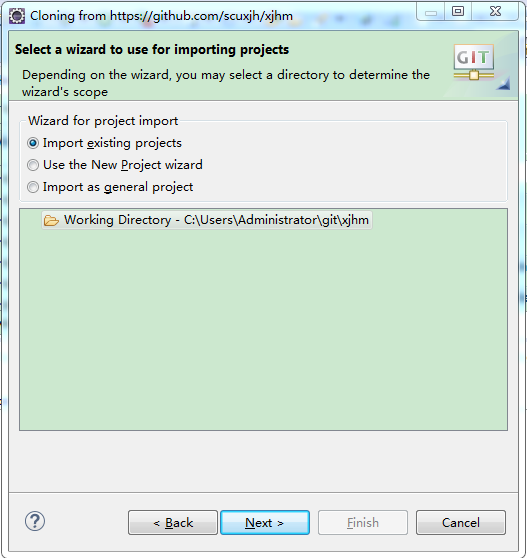 Cloning from https://github.com/scuxjh/xjhm
Select a wizard to use for importing projects
Depending on the wizard, you may select a directory to determine the
wizard's scope
GIT
Wizard for project import
Import existing projects
Use the New Project wizard
Import as general project
Working Directory - C:\Users\Administrator\git\xjhm
?
< Back
Next >
Finish
Cancel